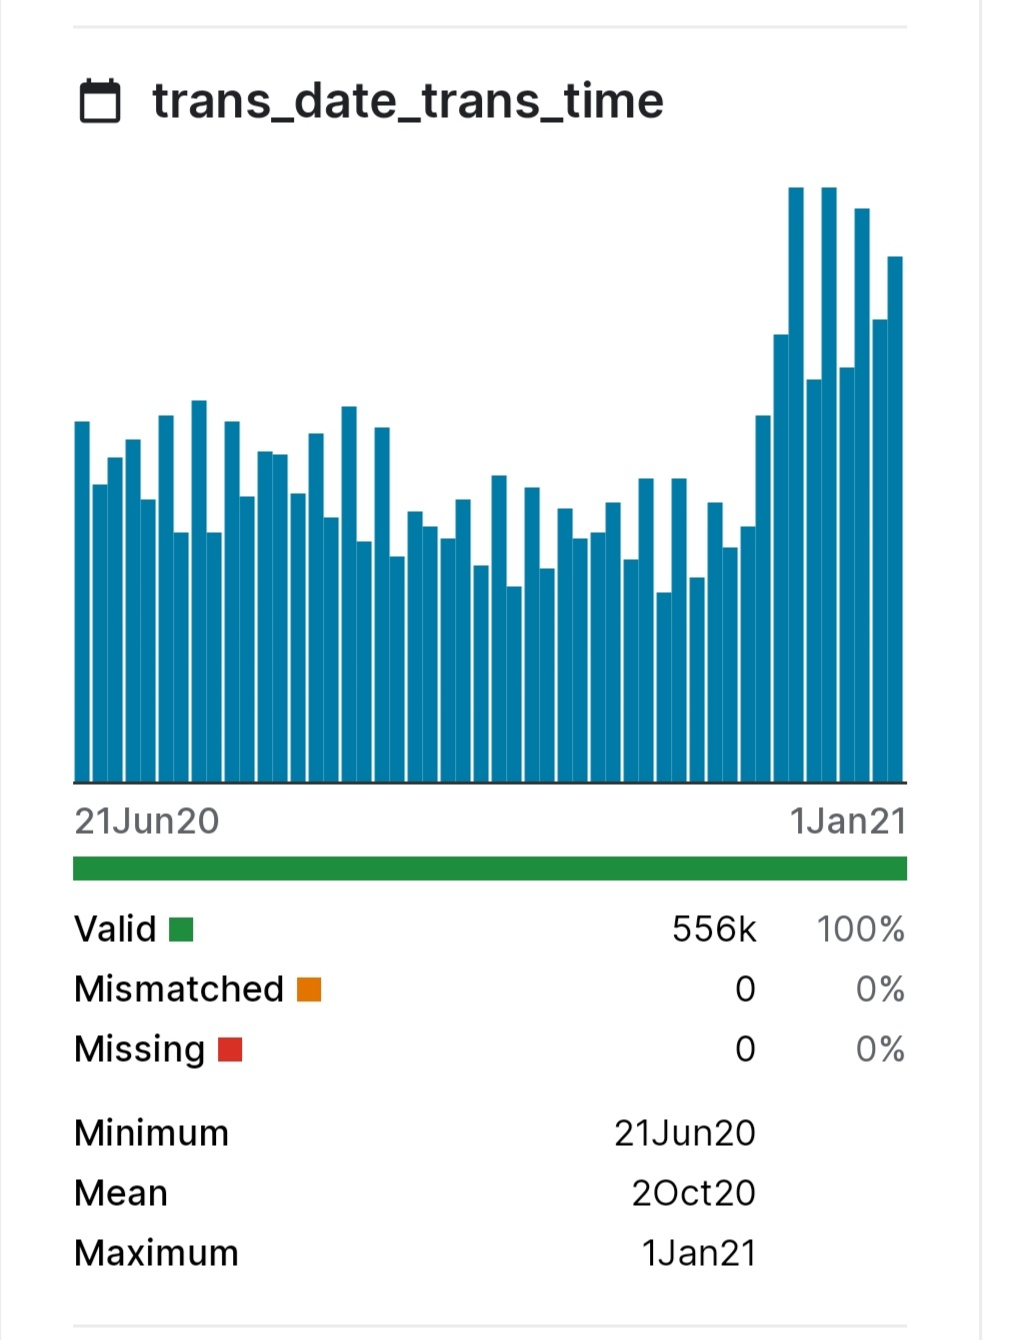 trans_date_trans_time
21Jun20 1Jan21
Valid 556k 100%
Mismatched 0 0%
Missing 0 0%
Minimum 21Jun20
Mean 2Oct20
Maximum 1Jan21